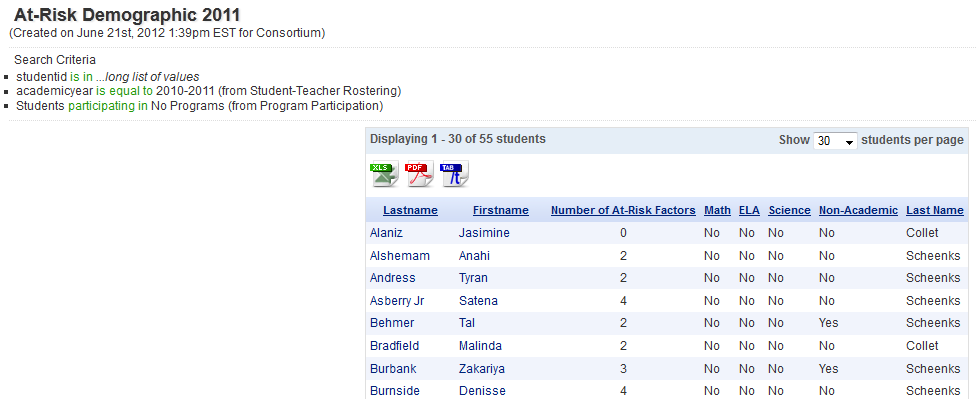 At-Risk Demographic 2011
(Created on June 21st, 2012 1:39pm EST for Consortium)
Search Criteria
studentid is in ...long list of values
academicyear is equal to 2010-2011 (from Student-Teacher Rostering)
Students participating in No Programs (from Program Participation)
Displaying 1 - 30 of 55 students Show 30 students per page
XLS PDF TAB
Lastname Firstname Number of At-Risk Factors Math ELA Science Non-Academic Last Name
Alaniz Jasimine 0 No No No No Collet
Alshemam Anahi 2 No No No No Scheenks
Andress Tyran 2 No No No No Scheenks
Asberry Jr Satena 4 No No No No Scheenks
Behmer Tal 2 No No No Yes Scheenks
Bradfield Malinda 2 No No No No Collet
Burbank Zakariya 3 No No No Yes Scheenks
Burnside Denisse 4 No No No No Scheenks